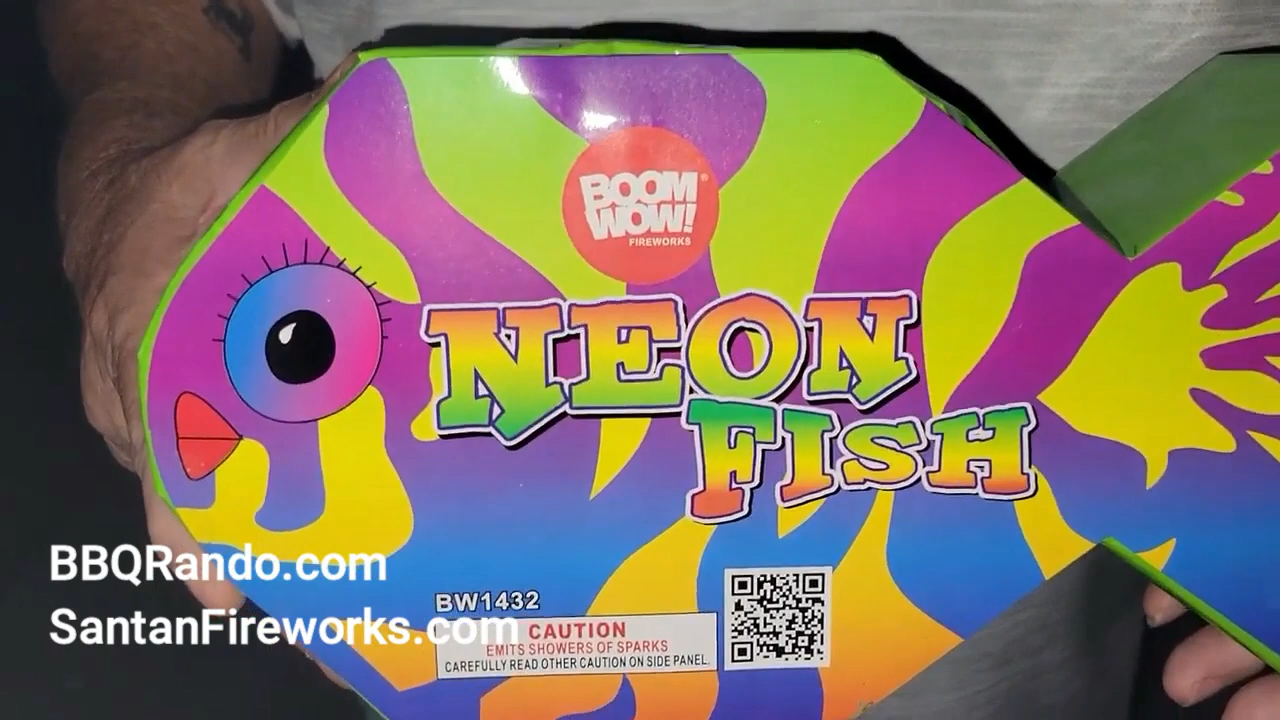 BOOM®
WOW!
FIREWORKS
NEON
FISH
BBQRando.com
SantanFireworks.com
BW1432
CAUTION
EMITS SHOWERS OF SPARKS
CAREFULLY READ OTHER CAUTION ON SIDE PANEL.